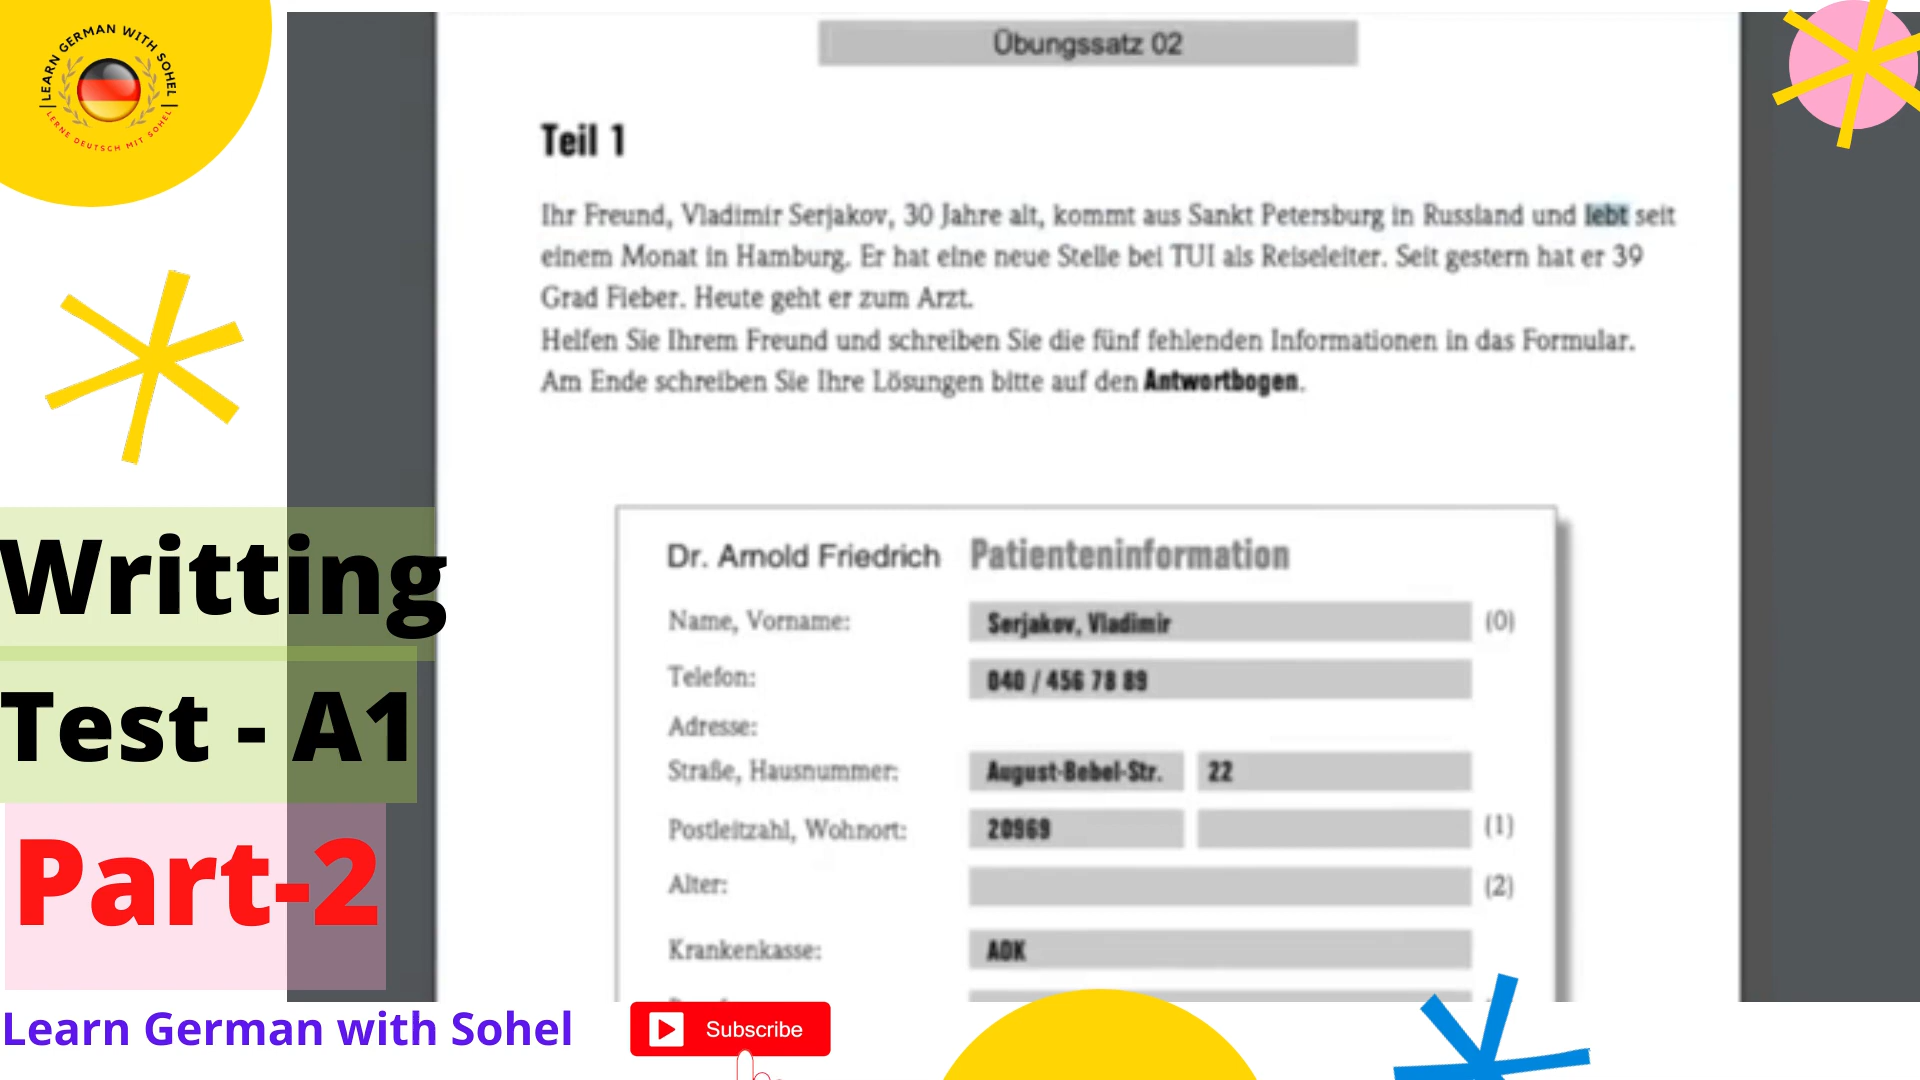 LEARN GERMAN WITH SOHEL
LERNE DEUTSCH MIT SOHEL
Übungssatz 02
Teil 1
Ihr Freund, Vladimir Serjakov, 30 Jahre alt, kommt aus Sankt Petersburg in Russland und lebt seit
einem Monat in Hamburg. Er hat eine neue Stelle bei TUI als Reiseleiter. Seit gestern hat er 39
Grad Fieber. Heute geht er zum Arzt.
Helfen Sie Ihrem Freund und schreiben Sie die fünf fehlenden Informationen in das Formular.
Am Ende schreiben Sie Ihre Lösungen bitte auf den Antwortbogen.
Dr. Arnold Friedrich Patienteninformation
Name, Vorname: Serjakov, Vladimir (0)
Telefon: 040 / 456 78 89
Adresse:
Straße, Hausnummer: August-Bebel-Str. 22
Postleitzahl, Wohnort: 20969 (1)
Alter: (2)
Krankenkasse: AOK
Writting
Test - A1
Part-2
Learn German with Sohel
Subscribe